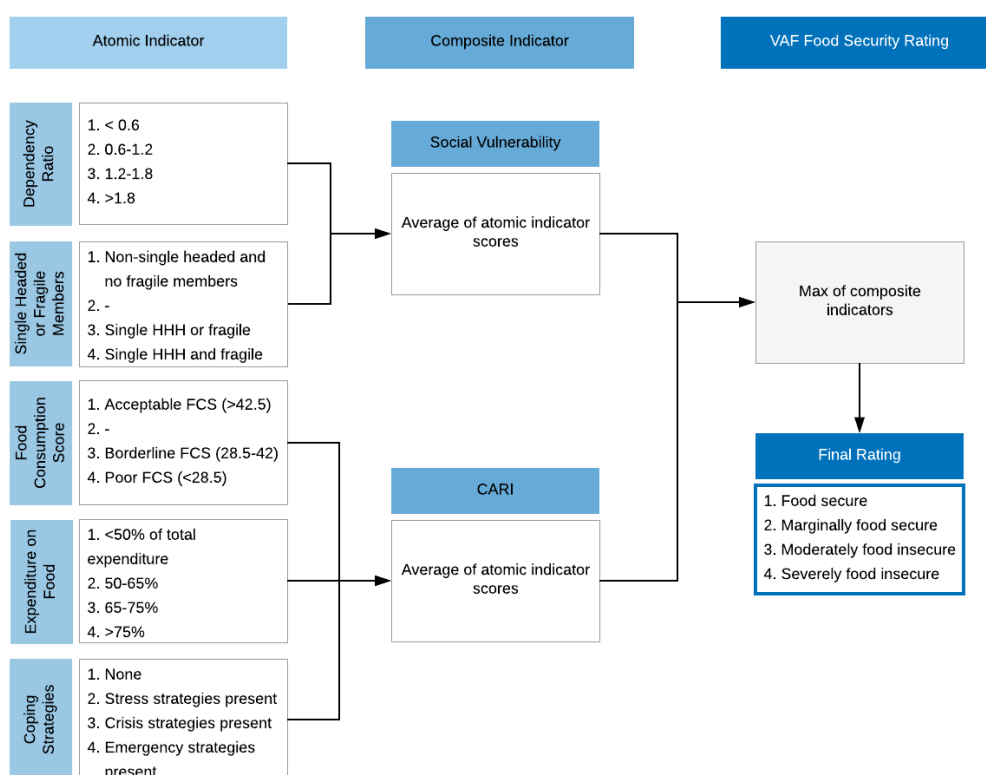 Atomic Indicator
Composite Indicator
VAF Food Security Rating
Dependency
Ratio
1. < 0.6
2. 0.6-1.2
3. 1.2-1.8
4. >1.8
Single Headed
or Fragile
Members
1. Non-single headed and
no fragile members
2. -
3. Single HHH or fragile
4. Single HHH and fragile
Food
Consumption
Score
1. Acceptable FCS (>42.5)
2. -
3. Borderline FCS (28.5-42)
4. Poor FCS (<28.5)
Expenditure on
Food
1. <50% of total
expenditure
2. 50-65%
3. 65-75%
4. >75%
Coping
Strategies
1. None
2. Stress strategies present
3. Crisis strategies present
4. Emergency strategies
present
Social Vulnerability
Average of atomic indicator
scores
CARI
Average of atomic indicator
scores
Max of composite
indicators
Final Rating
1. Food secure
2. Marginally food secure
3. Moderately food insecure
4. Severely food insecure